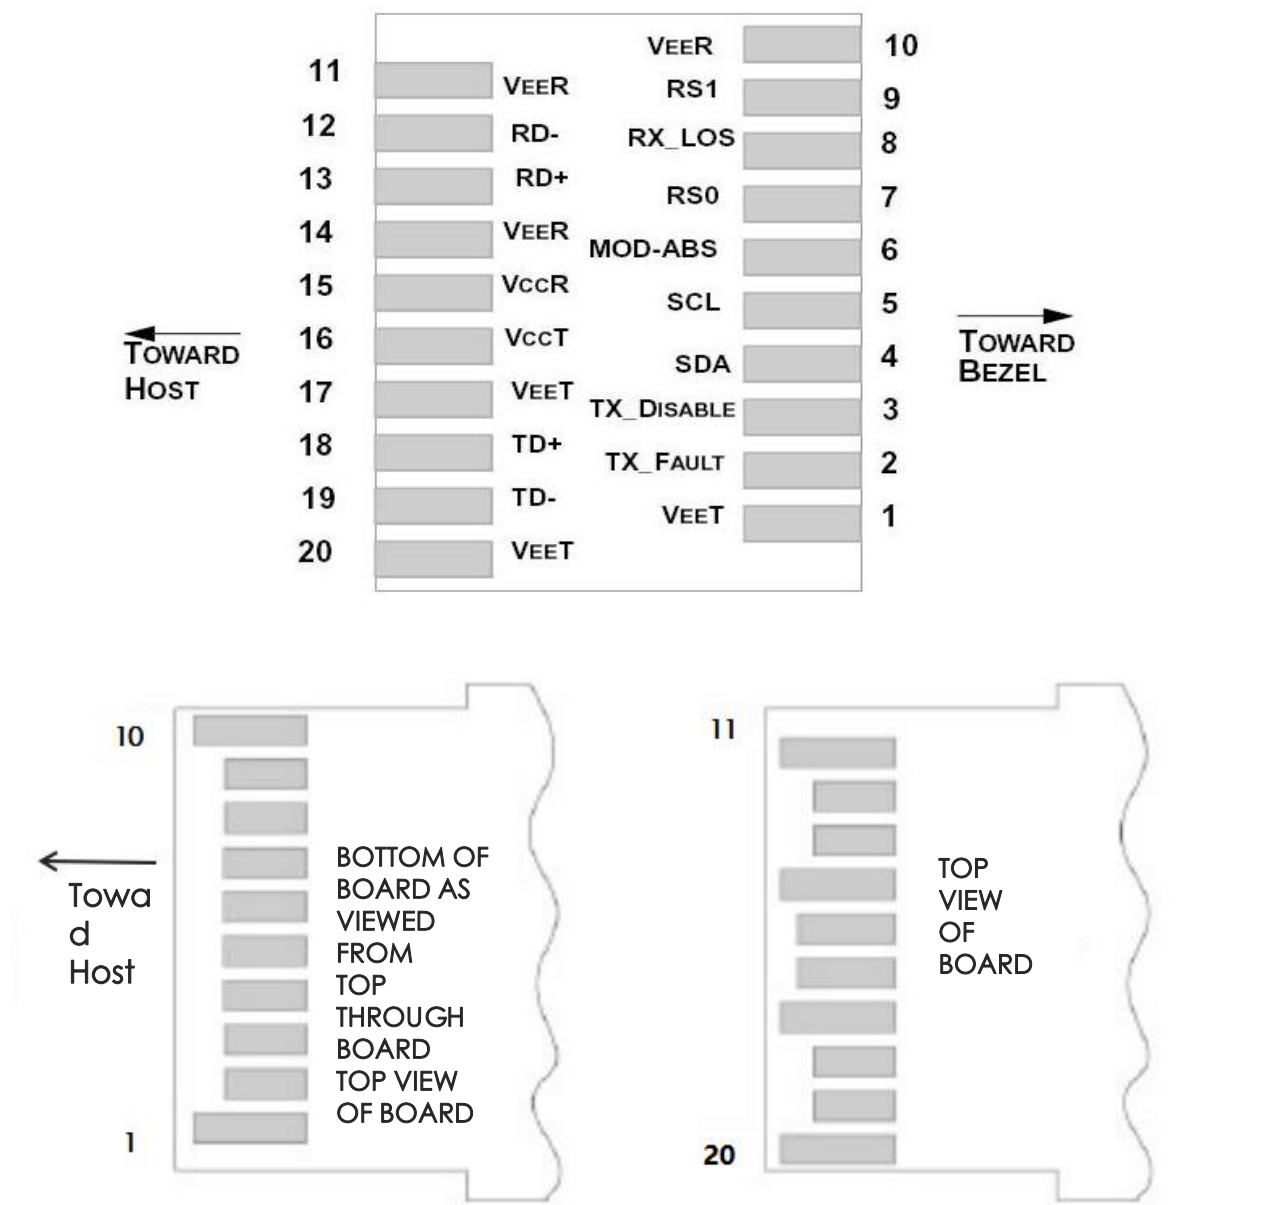 VEER 10
11 VEER
RS1 9
12 RD-
RX_LOS 8
13 RD+
RS0 7
14 VEER
MOD-ABS 6
15 VCCR
SCL 5
16 VCCT
SDA 4
17 VEET
TX_DISABLE 3
18 TD+
TX_FAULT 2
19 TD-
VEET 1
20 VEET
TOWARD
HOST
TOWARD
BEZEL
10
1
Towa
d
Host
BOTTOM OF
BOARD AS
VIEWED
FROM
TOP
THROUGH
BOARD
TOP VIEW
OF BOARD
11
20
TOP
VIEW
OF
BOARD